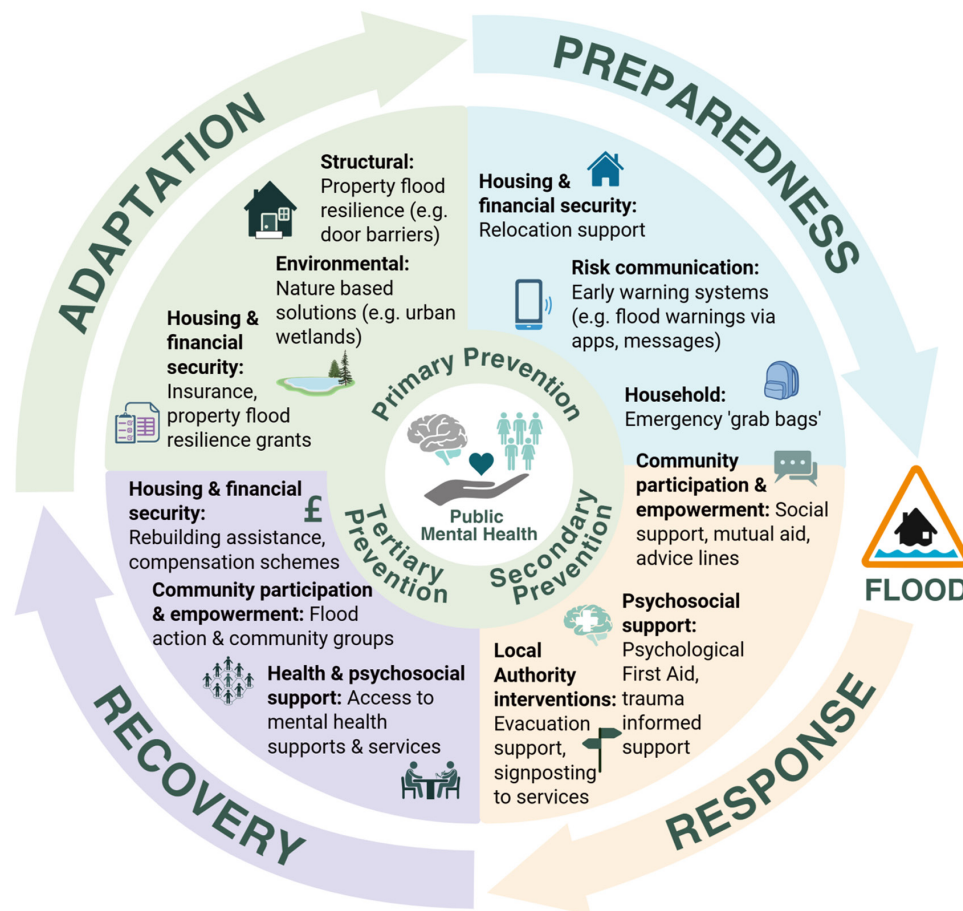 ADAPTATION
PREPAREDNESS
Structural:
Property flood
resilience (e.g.
door barriers)
Environmental:
Nature based
solutions (e.g. urban
wetlands)
Housing &
financial
security:
Insurance,
property flood
resilience grants
Housing &
financial security:
Relocation support
Risk communication:
Early warning systems
(e.g. flood warnings via
apps, messages)
Household:
Emergency 'grab bags'
Primary Prevention
Public
Mental Health
Secondary
Prevention
Tertiary
Prevention
Community
participation &
empowerment: Social
support, mutual aid,
advice lines
Psychosocial
support:
Psychological
First Aid,
trauma
informed
support
Local
Authority
interventions:
Evacuation
support,
signposting
to services
FLOOD
RESPONSE
Housing & financial
security:
£
Rebuilding assistance,
compensation schemes
Community participation
& empowerment: Flood
action & community groups
Health & psychosocial
support: Access to
mental health
supports & services
RECOVERY